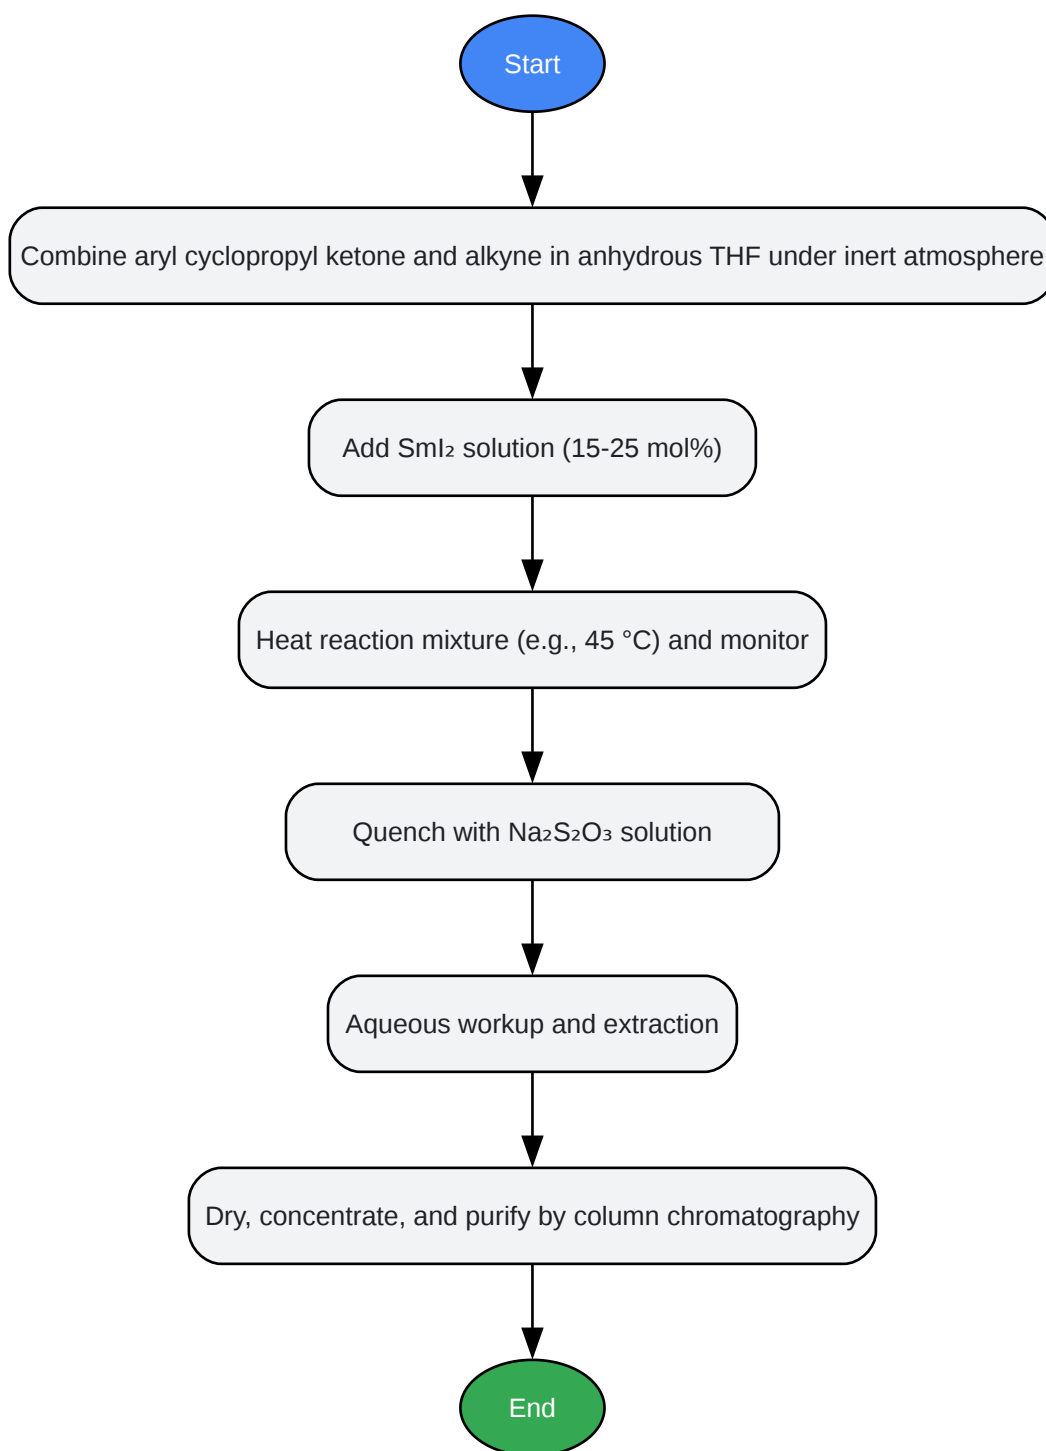 Start
Combine aryl cyclopropyl ketone and alkyne in anhydrous THF under inert atmosphere
Add SmI₂ solution (15-25 mol%)
Heat reaction mixture (e.g., 45 °C) and monitor
Quench with Na₂S₂O₃ solution
Aqueous workup and extraction
Dry, concentrate, and purify by column chromatography
End